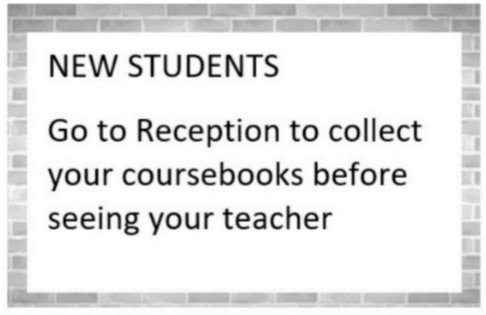 NEW STUDENTS
Go to Reception to collect
your coursebooks before
seeing your teacher